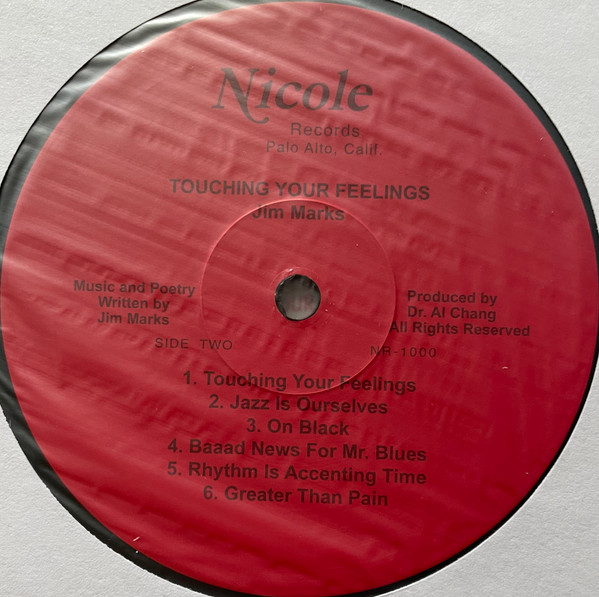 Nicole
Records
Palo Alto, Calif.
TOUCHING YOUR FEELINGS
Jim Marks
Music and Poetry
Written by
Jim Marks
Produced by
Dr. Al Chang
All Rights Reserved
SIDE TWO
NR-1000
1. Touching Your Feelings
2. Jazz Is Ourselves
3. On Black
4. Baaad News For Mr. Blues
5. Rhythm Is Accenting Time
6. Greater Than Pain